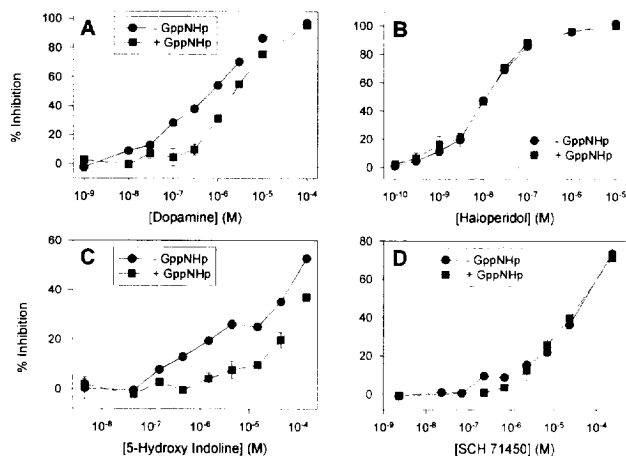 A
- GppNHp
+ GppNHp
% Inhibition
100
80
60
40
20
0
10-9 10-8 10-7 10-6 10-5 10-4
[Dopamine] (M)
B
100
80
60
40
20
0
- GppNHp
+ GppNHp
10-10 10-9 10-8 10-7 10-6 10-5
[Haloperidol] (M)
C
- GppNHp
+ GppNHp
% Inhibition
60
40
20
0
10-8 10-7 10-6 10-5 10-4
[5-Hydroxy Indoline] (M)
D
- GppNHp
+ GppNHp
80
60
40
20
0
10-9 10-8 10-7 10-6 10-5 10-4
[SCH 71450] (M)